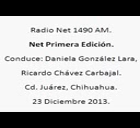 Radio Net 1490 AM.
Net Primera Edición.
Conduce: Daniela González Lara,
Ricardo Chávez Carbajal.
Cd. Juárez, Chihuahua.
23 Diciembre 2013.